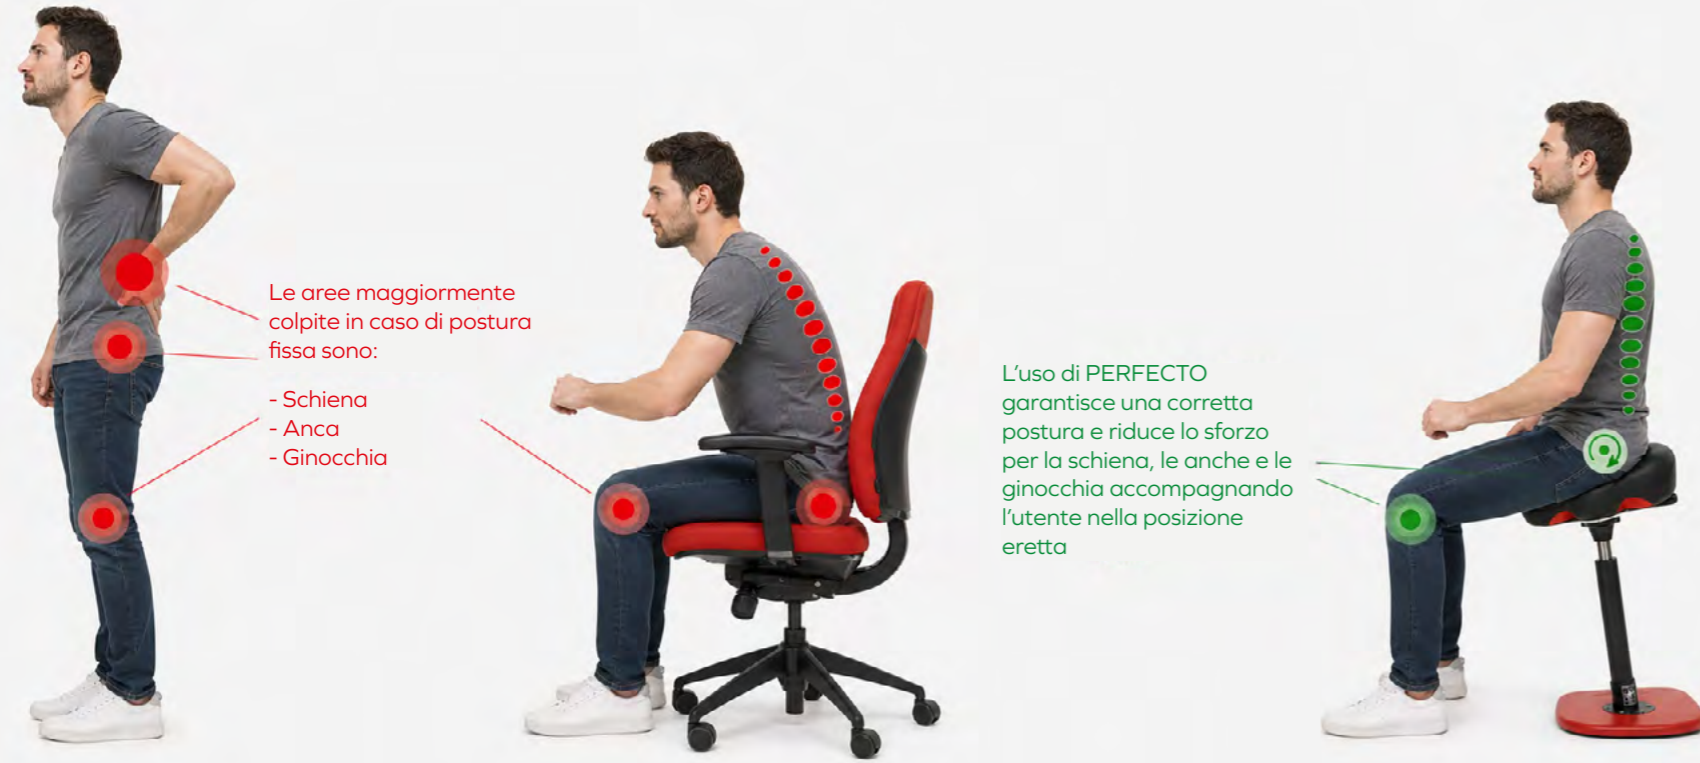 Le aree maggiormente
colpite in caso di postura
fissa sono:
- Schiena
- Anca
- Ginocchia
L'uso di PERFECTO
garantisce una corretta
postura e riduce lo sforzo
per la schiena, le anche e le
ginocchia accompagnando
l'utente nella posizione
eretta